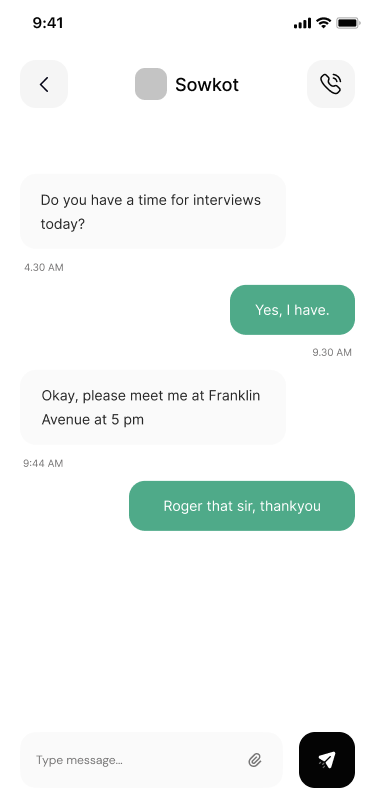 9:41
Sowkot
Do you have a time for interviews
today?
4.30 AM
Yes, I have.
9.30 AM
Okay, please meet me at Franklin
Avenue at 5 pm
9:44 AM
Roger that sir, thankyou
Type message...